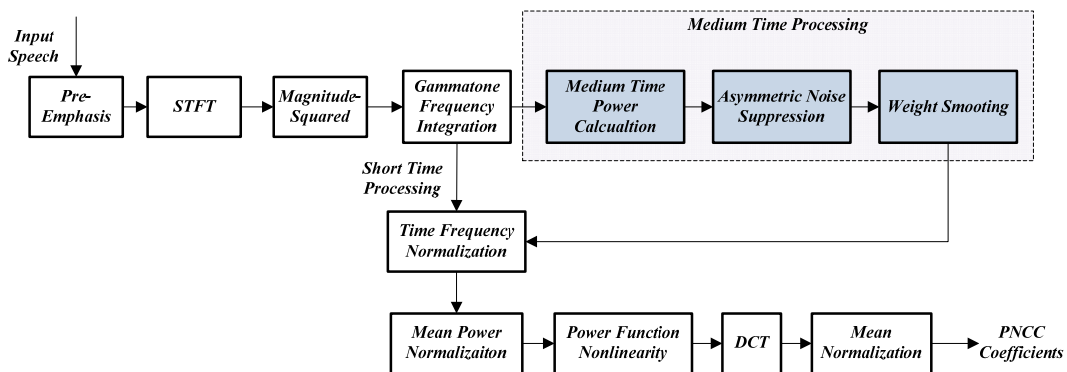 Medium Time Processing
Input
Speech
Pre-
Emphasis
STFT
Magnitude-
Squared
Gammatone
Frequency
Integration
Medium Time
Power
Calcualtion
Asymmetric Noise
Suppression
Weight Smooting
Short Time
Processing
Time Frequency
Normalization
Mean Power
Normalizaiton
Power Function
Nonlinearity
DCT
Mean
Normalization
PNCC
Coefficients